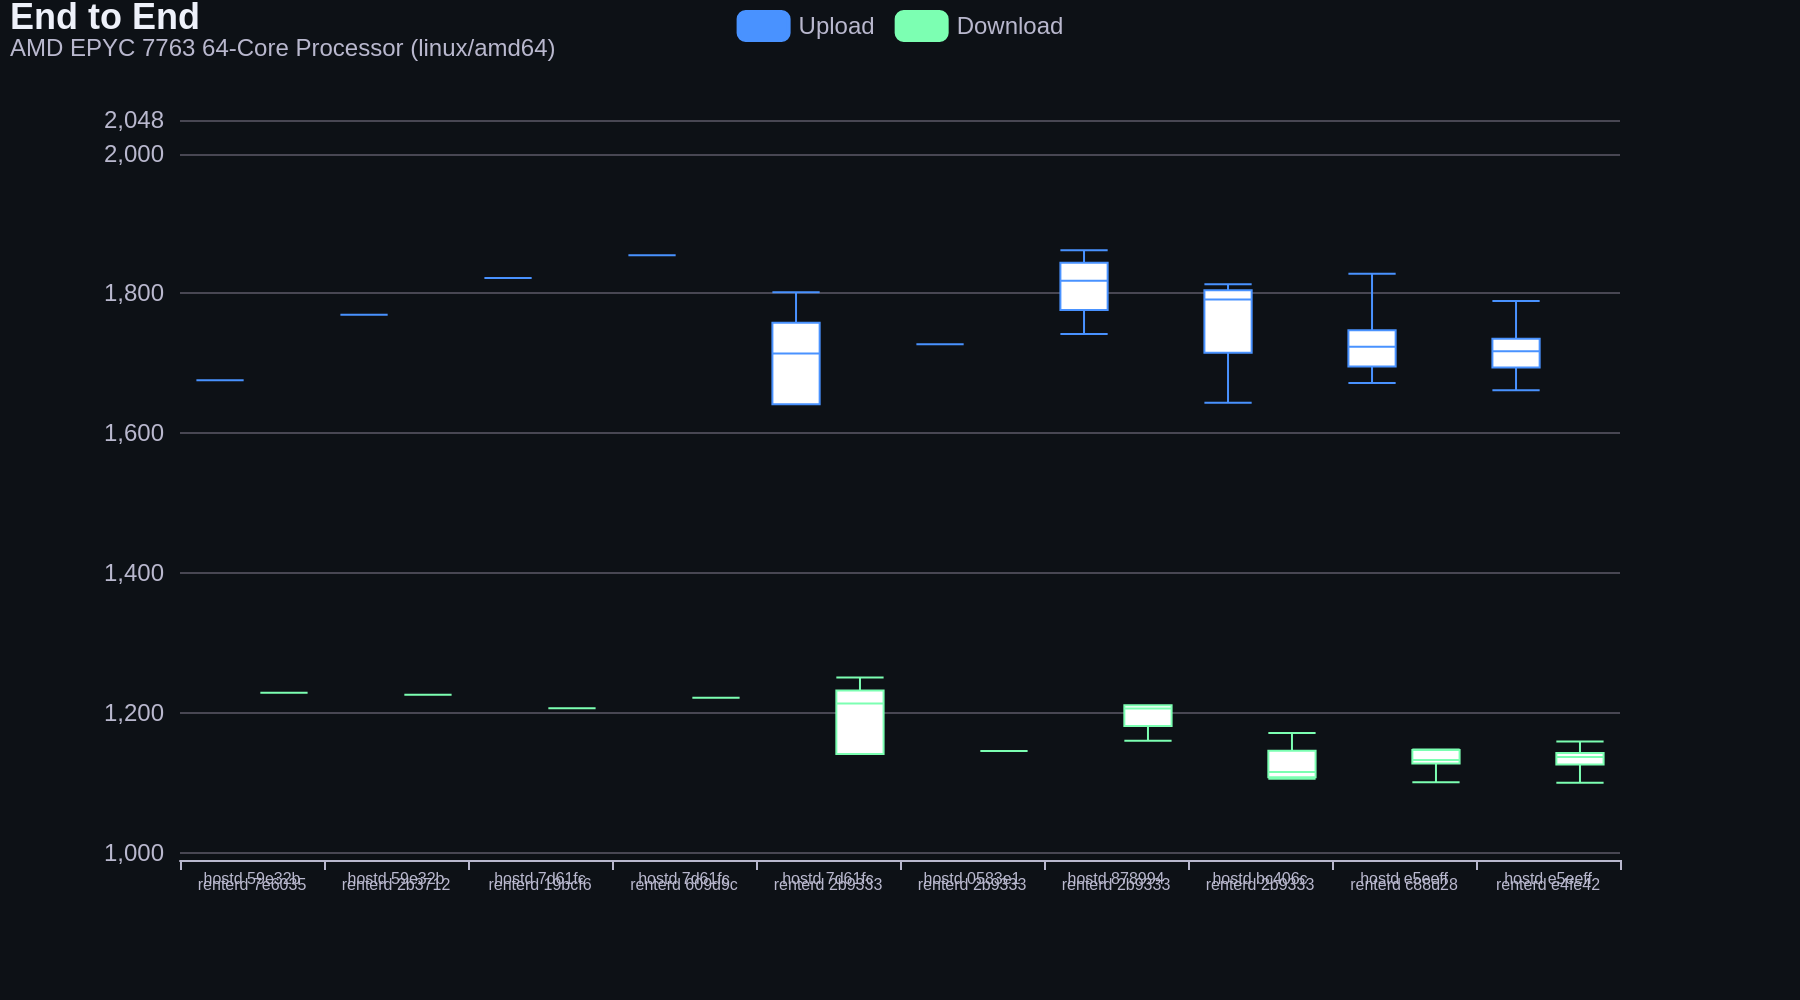 End to End
AMD EPYC 7763 64-Core Processor (linux/amd64)
Upload
Download
2,048
2,000
1,800
1,600
1,400
1,200
1,000
hostd 59e32b
renterd 7e6035
hostd 59e32b
renterd 2b3712
hostd 7d61fc
renterd 19bcf6
hostd 7d61fc
renterd 609d9c
hostd 7d61fc
renterd 2b9333
hostd 0583e1
renterd 2b9333
hostd 878994
renterd 2b9333
hostd bc406c
renterd 2b9333
hostd e5eeff
renterd c88d28
hostd e5eeff
renterd e4fe42